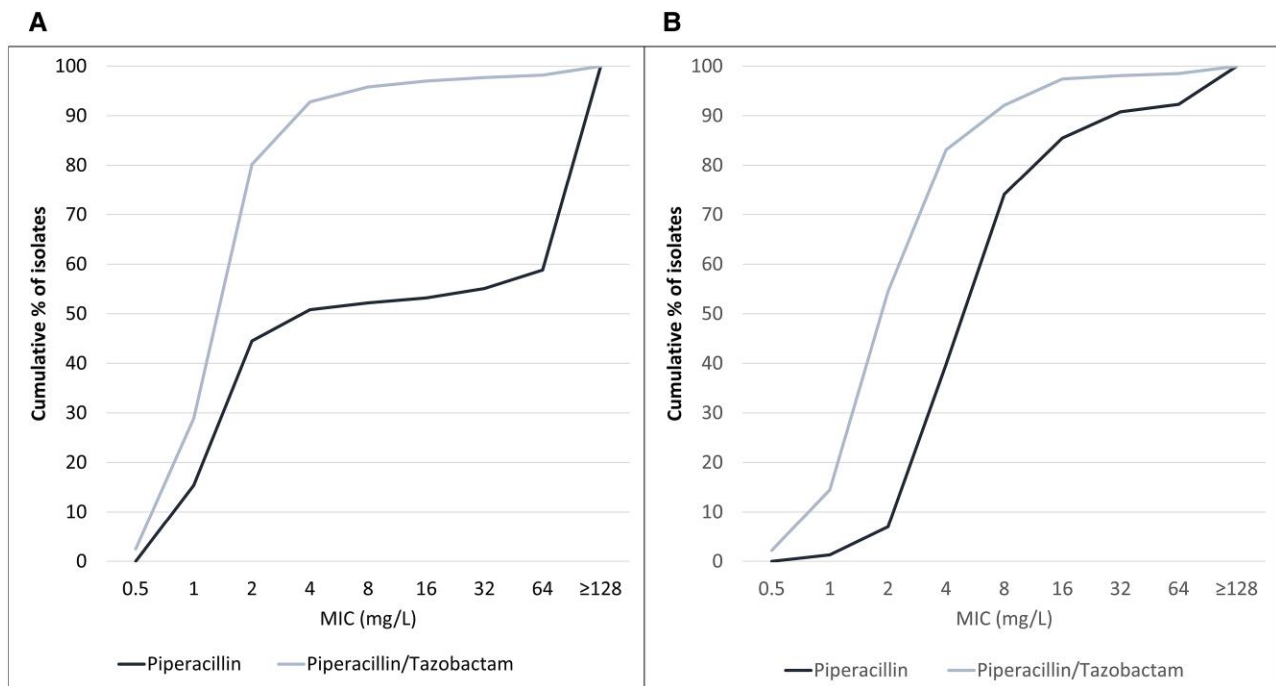 A
Cumulative % of isolates
100
90
80
70
60
50
40
30
20
10
0
0.5 1 2 4 8 16 32 64 ≥128
MIC (mg/L)
Piperacillin Piperacillin/Tazobactam
B
Cumulative % of isolates
100
90
80
70
60
50
40
30
20
10
0
0.5 1 2 4 8 16 32 64 ≥128
MIC (mg/L)
Piperacillin Piperacillin/Tazobactam